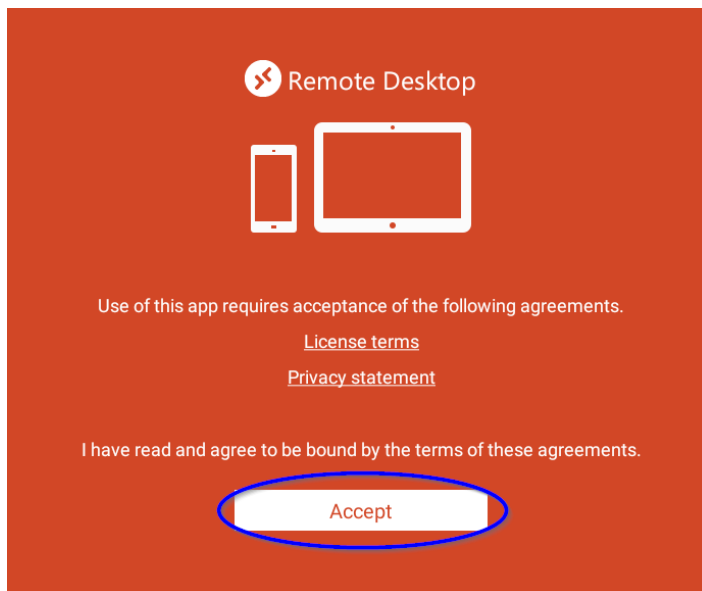 Remote Desktop
Use of this app requires acceptance of the following agreements.
License terms
Privacy statement
I have read and agree to be bound by the terms of these agreements.
Accept